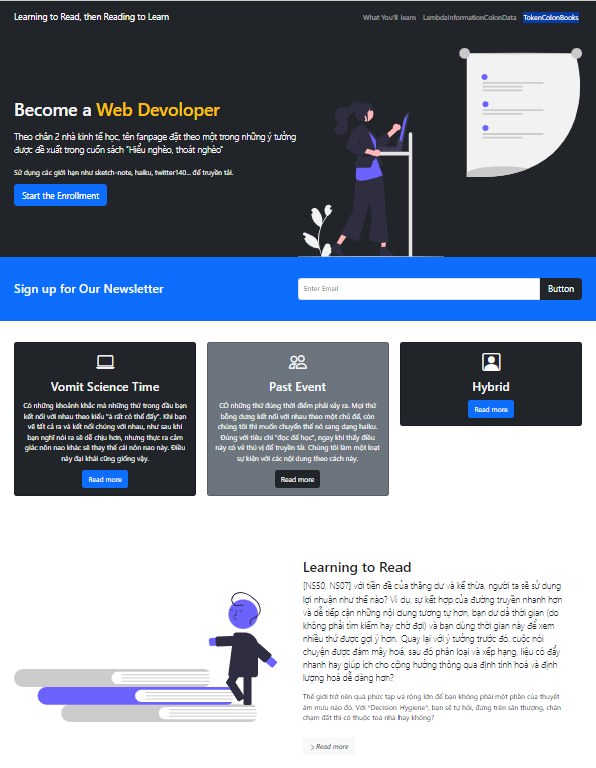 Learning to Read, then Reading to Learn
What You'll learn LambdaInformationColonData TokenColonBooks
Become a Web Devoloper
Theo chân 2 nhà kinh tế học, tên fanpage đặt theo một trong những ý tưởng
được đề xuất trong cuốn sách "Hiểu nghèo, thoát nghèo"
Sử dụng các giới hạn như sketch-note, haiku, twitter140... để truyền tải.
Start the Enrollment
Sign up for Our Newsletter
Enter Email
Button
Vomit Science Time
Có những khoảnh khắc mà những thứ trong đầu bạn
kết nối với nhau theo kiểu "à rất có thể đấy". Khi bạn
vẽ tất cả ra và kết nối chúng với nhau, như sau khi
bạn nghĩ nói ra sẽ dễ chịu hơn, nhưng thực ra cảm
giác nôn nao khác sẽ thay thế cái nôn nao này. Điều
này đại khái cũng giống vậy.
Read more
Past Event
CÓ những thứ đúng thời điểm phải xảy ra. Mọi thứ
bỗng dưng kết nối với nhau theo một chủ đề, còn
chúng tôi thì muốn chuyển thể nó sang dạng haiku.
Đúng với tiêu chí "đọc để học", ngay khi thấy điều
này có vẻ thú vị để truyền tải. Chúng tôi làm một loạt
sự kiện với các nội dung theo cách này.
Read more
Hybrid
Read more
Learning to Read
[NS50, NS07] với tiền đề của thặng dư và kế thừa, người ta sẽ sử dụng
lợi nhuận như thế nào? Ví dụ, sự kết hợp của đường truyền nhanh hơn
và dễ tiếp cận những nội dung tương tự hơn, bạn dư dả thời gian (do
không phải tìm kiếm hay chờ đợi) và bạn dùng thời gian này để xem
nhiều thứ được gợi ý hơn. Quay lại với ý tưởng trước đó, cuộc nói
chuyện được đám mây hoá, sau đó phân loại và xếp hạng, liệu có đẩy
nhanh hay giúp ích cho cộng hưởng thông qua định tính hoá và định
lượng hoá dễ dàng hơn?
Thế giới trở nên quá phức tạp và rộng lớn để bạn không phải một phần của thuyết
âm mưu nào đó. Với "Decision Hygiene", bạn sẽ tự hỏi, đứng trên sân thượng, chân
chạm đất thì có thuộc toà nhà hay không?
Read more